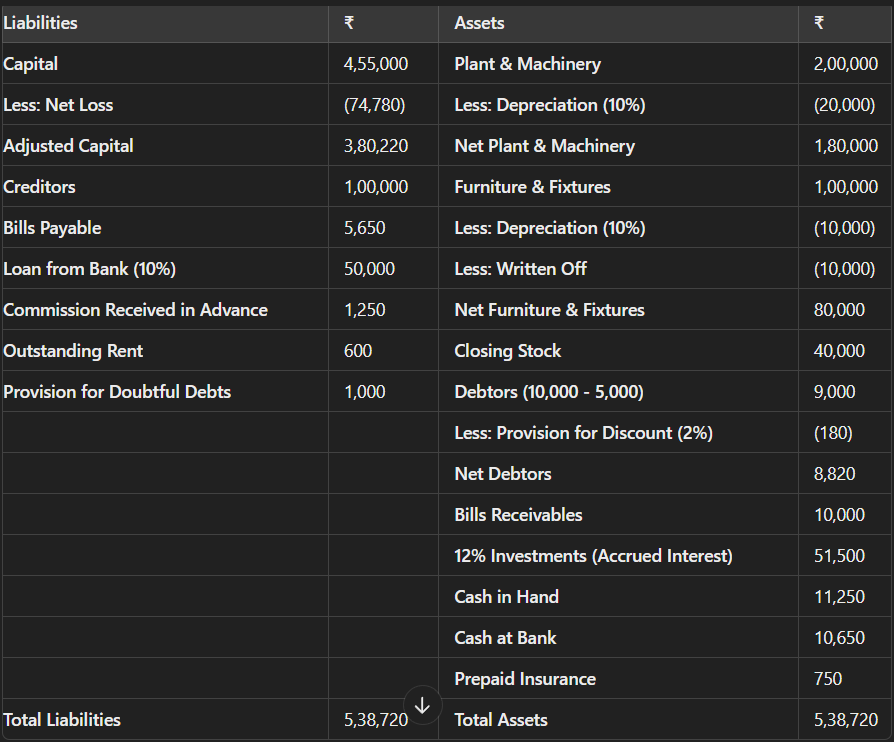 Liabilities ₹ Assets ₹
Capital 4,55,000 Plant & Machinery 2,00,000
Less: Net Loss (74,780) Less: Depreciation (10%) (20,000)
Adjusted Capital 3,80,220 Net Plant & Machinery 1,80,000
Creditors 1,00,000 Furniture & Fixtures 1,00,000
Bills Payable 5,650 Less: Depreciation (10%) (10,000)
Loan from Bank (10%) 50,000 Less: Written Off (10,000)
Commission Received in Advance 1,250 Net Furniture & Fixtures 80,000
Outstanding Rent 600 Closing Stock 40,000
Provision for Doubtful Debts 1,000 Debtors (10,000 - 5,000) 9,000
Less: Provision for Discount (2%) (180)
Net Debtors 8,820
Bills Receivables 10,000
12% Investments (Accrued Interest) 51,500
Cash in Hand 11,250
Cash at Bank 10,650
Prepaid Insurance 750
Total Liabilities 5,38,720 Total Assets 5,38,720